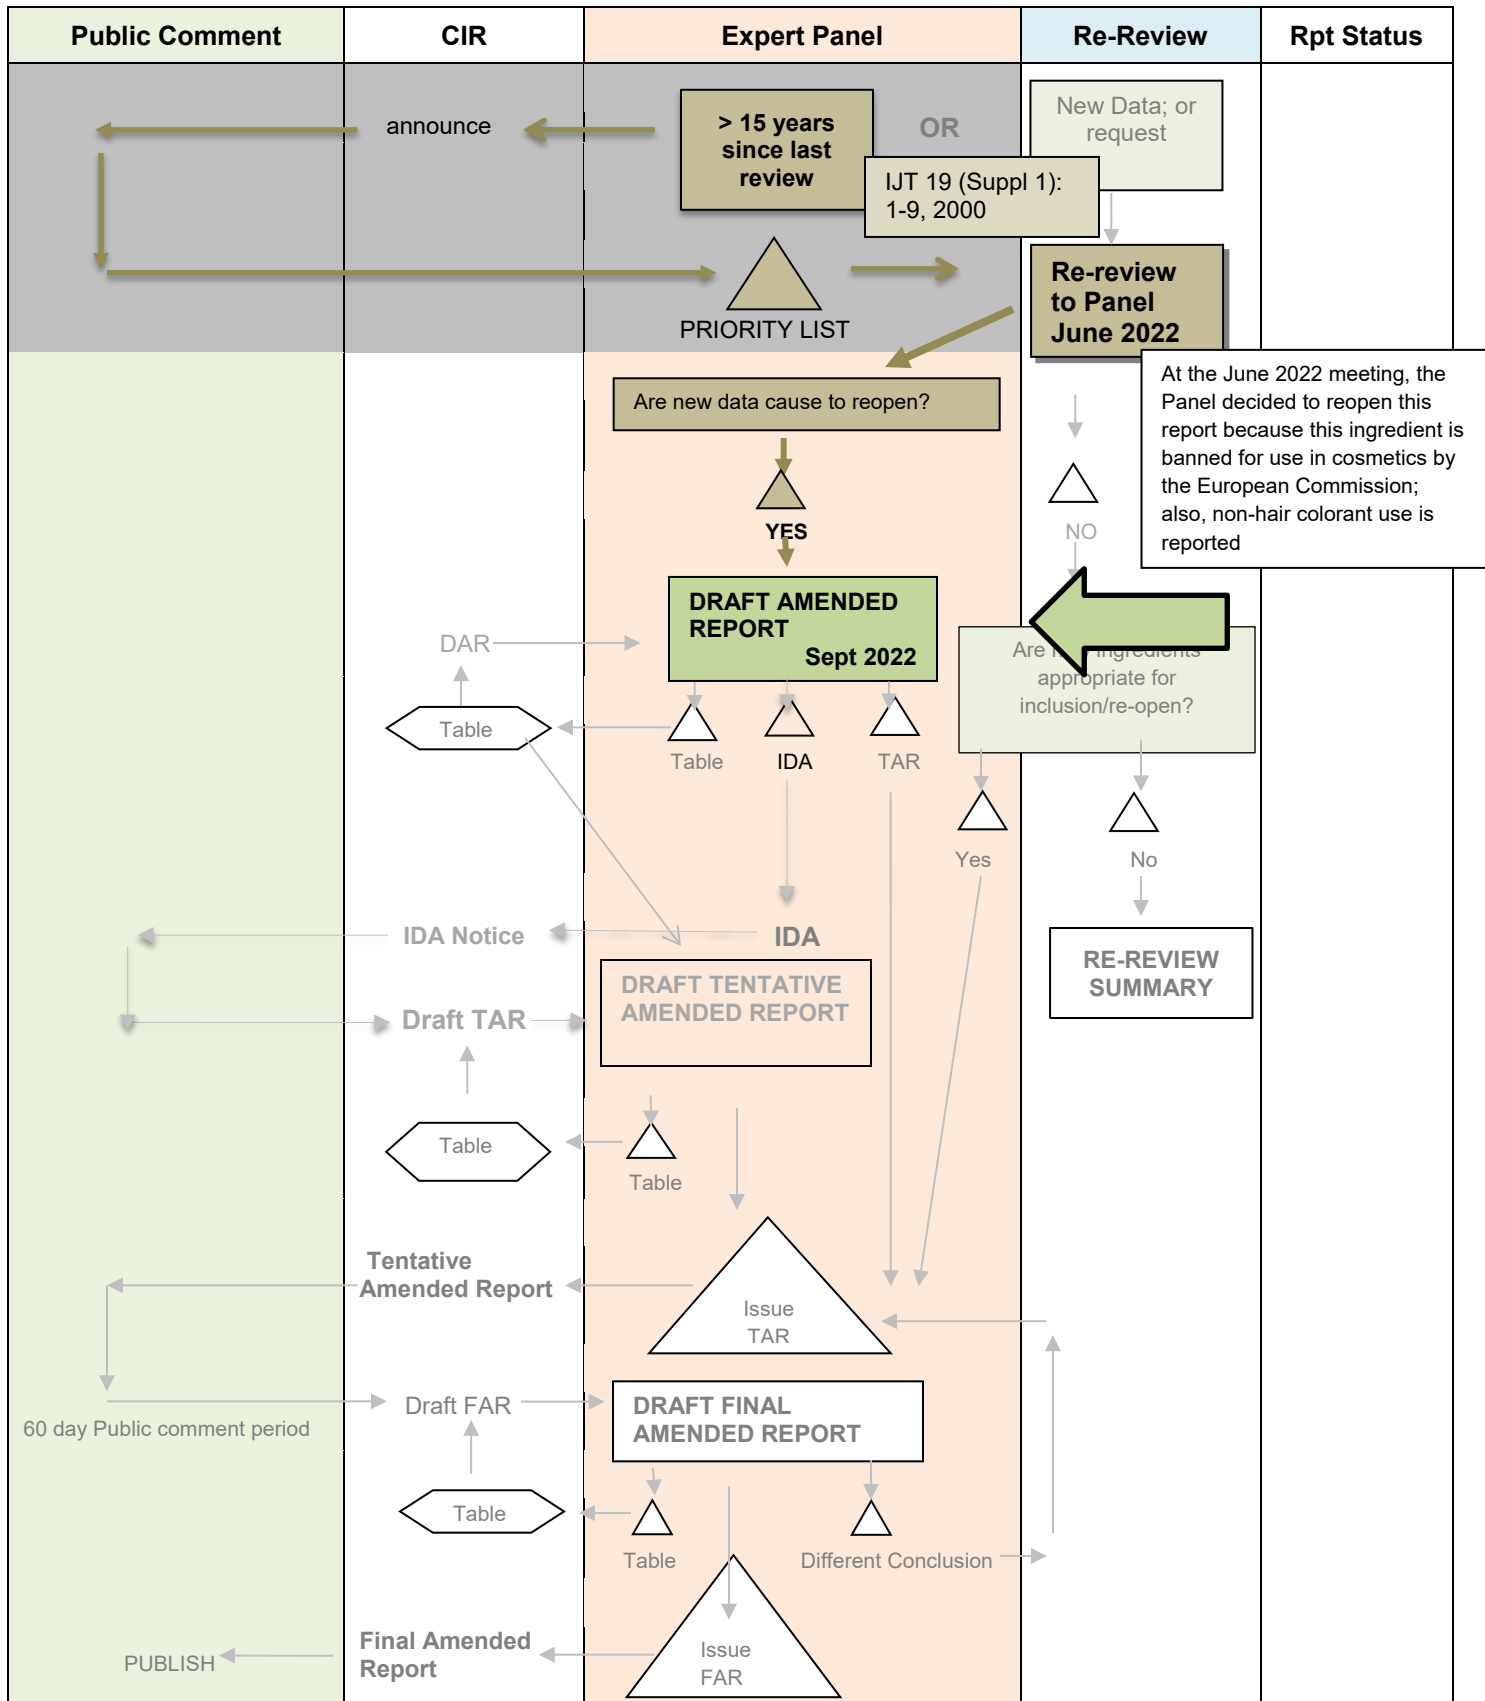 Public Comment
CIR
Expert Panel
Re-Review
Rpt Status
announce
> 15 years
since last
review
OR
New Data; or
request
IJT 19 (Suppl 1):
1-9, 2000
PRIORITY LIST
Re-review
to Panel
June 2022
Are new data cause to reopen?
At the June 2022 meeting, the
Panel decided to reopen this
report because this ingredient is
banned for use in cosmetics by
the European Commission;
also, non-hair colorant use is
reported
YES
NO
DRAFT AMENDED
REPORT
Sept 2022
DAR
Are ingredients
appropriate for
inclusion/re-open?
Table
Table
IDA
TAR
Yes
No
IDA Notice
IDA
RE-REVIEW
SUMMARY
DRAFT TENTATIVE
AMENDED REPORT
Draft TAR
Table
Table
Tentative
Amended Report
Issue
TAR
60 day Public comment period
Draft FAR
DRAFT FINAL
AMENDED REPORT
Table
Table
Different Conclusion
PUBLISH
Final Amended
Report
Issue
FAR